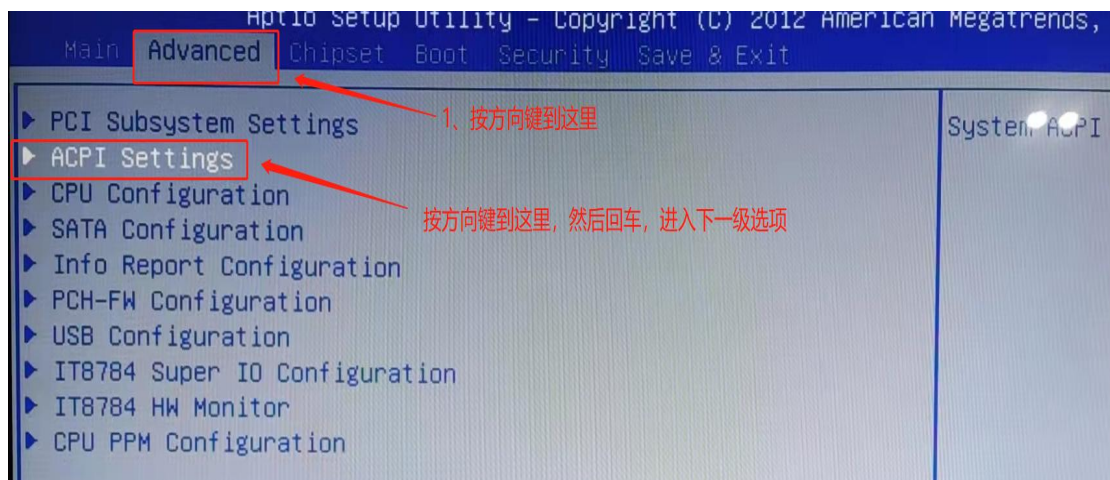 Aptio Setup Utility – Copyright (C) 2012 American Megatrends,
Main Advanced Chipset Boot Security Save & Exit
PCI Subsystem Settings
1、按方向键到这里
System ACPI
ACPI Settings
CPU Configuration
按方向键到这里，然后回车，进入下一级选项
SATA Configuration
Info Report Configuration
PCH-FW Configuration
USB Configuration
IT8784 Super IO Configuration
IT8784 HW Monitor
CPU PPM Configuration